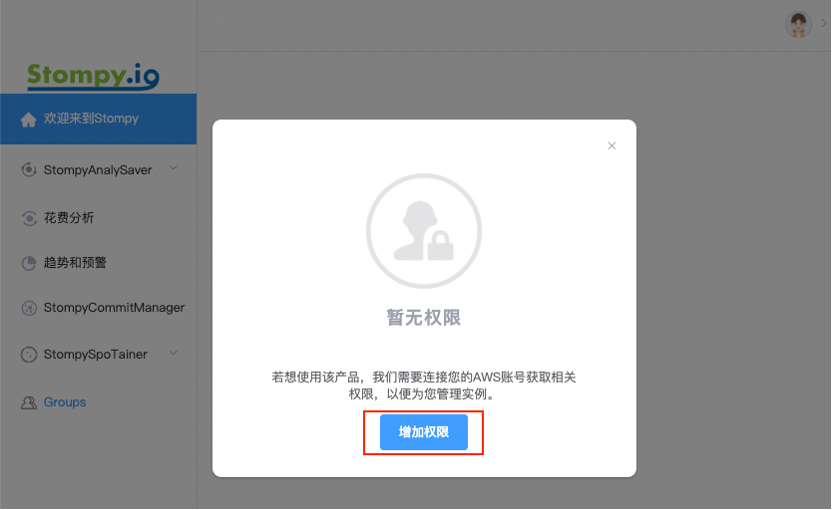 Stompy.io
欢迎来到Stompy
StompyAnalySaver
花费分析
趋势和预警
StompyCommitManager
StompySpoTainer
Groups
暂无权限
若想使用该产品，我们需要连接您的AWS账号获取相关
权限，以便为您管理实例。
增加权限